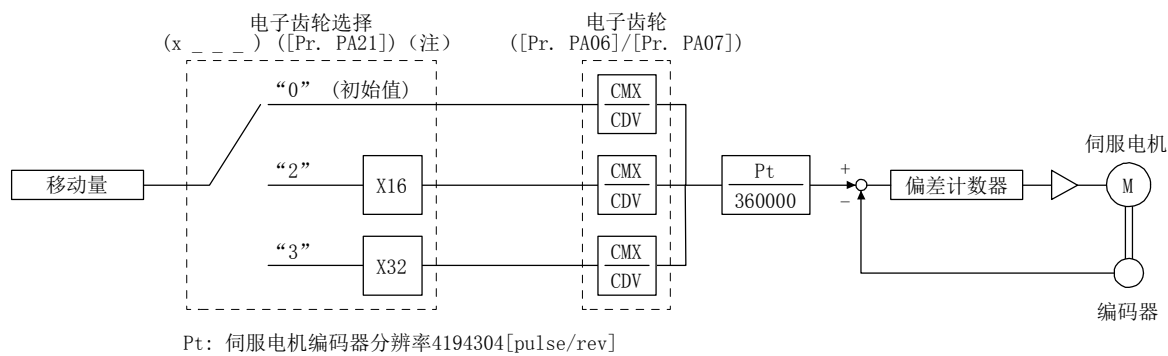 电子齿轮选择
(x _ _ _ ) ([Pr. PA21])(注)
电子齿轮
([Pr. PA06]/[Pr. PA07])
“0” (初始值)
CMX
CDV
伺服电机
移动量
“2”
X16
CMX
CDV
Pt
360000
+
−
偏差计数器
M
“3”
X32
CMX
CDV
编码器
Pt: 伺服电机编码器分辨率4194304[pulse/rev]